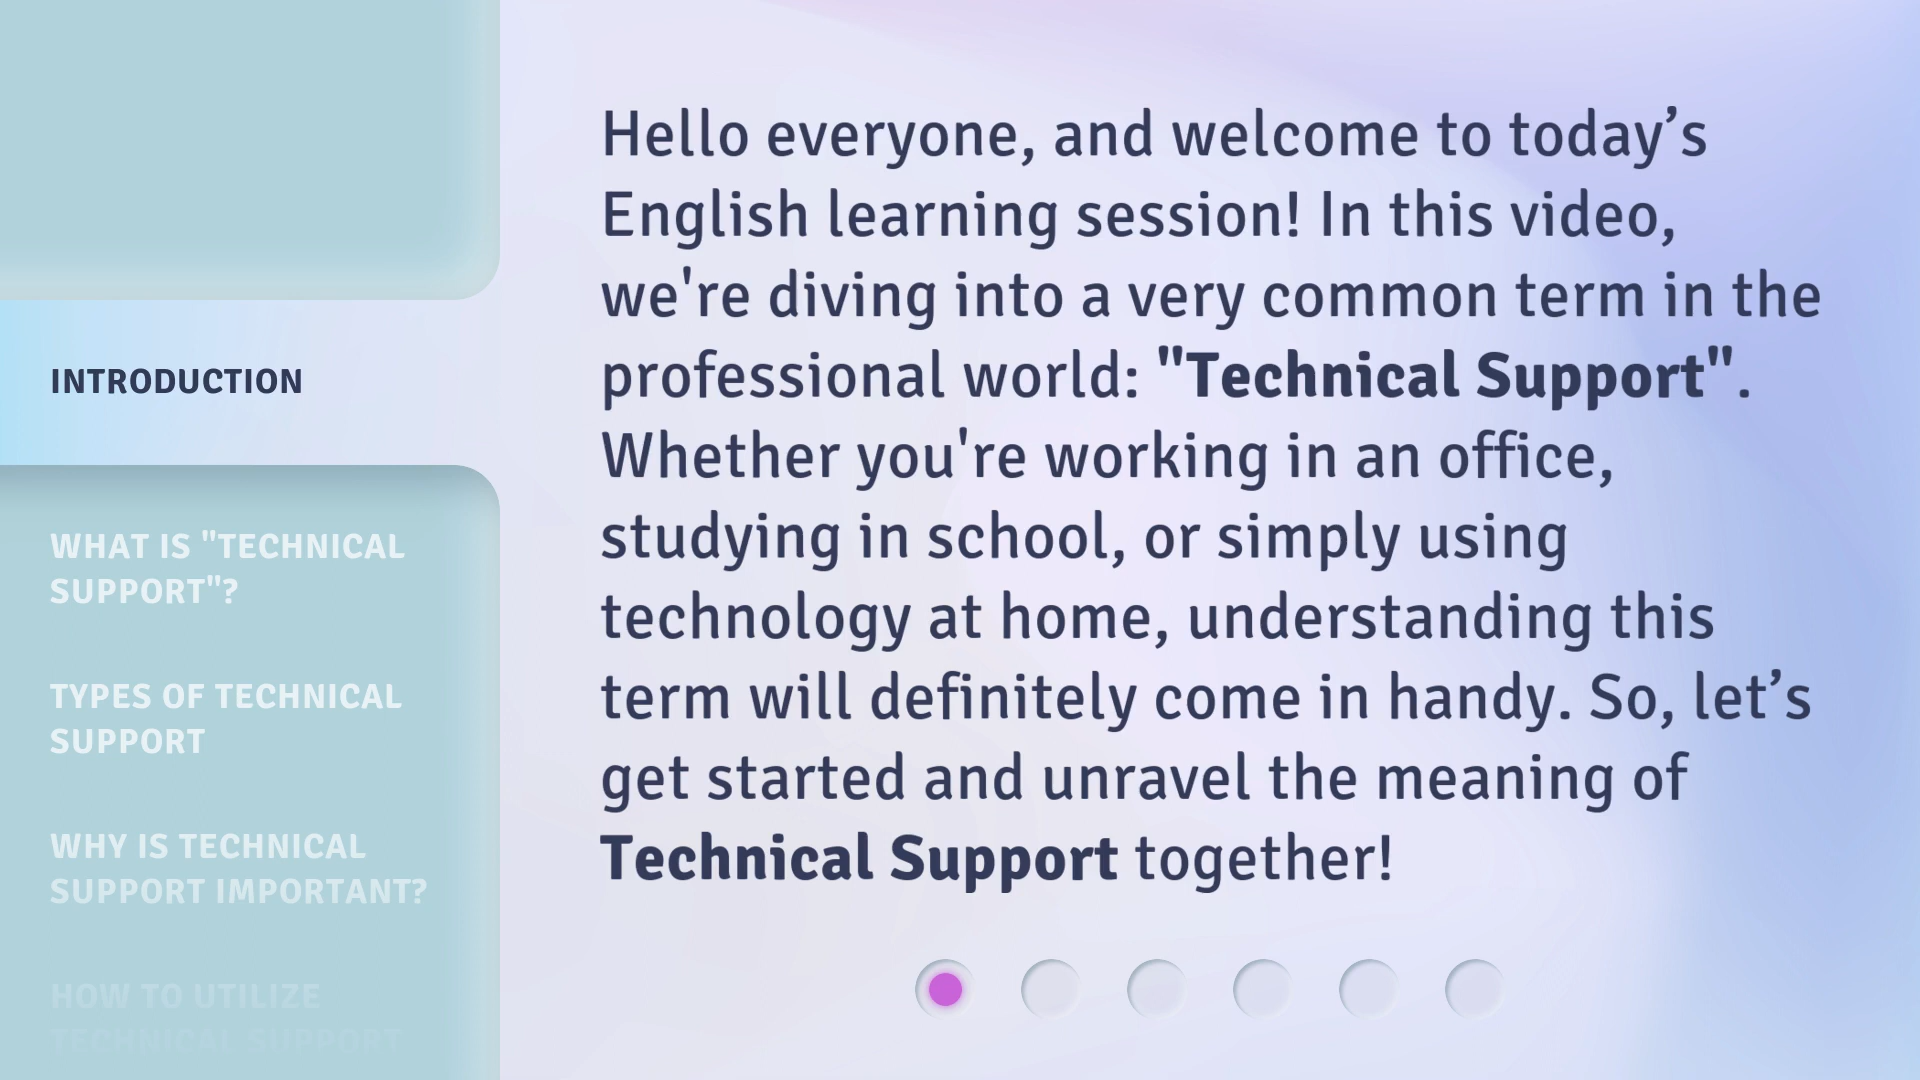 INTRODUCTION
WHAT IS "TECHNICAL
SUPPORT"?
TYPES OF TECHNICAL
SUPPORT
WHY IS TECHNICAL
SUPPORT IMPORTANT?
HOW TO UTILIZE
TECHNICAL SUPPORT
Hello everyone, and welcome to today’s
English learning session! In this video,
we're diving into a very common term in the
professional world: "Technical Support".
Whether you're working in an office,
studying in school, or simply using
technology at home, understanding this
term will definitely come in handy. So, let’s
get started and unravel the meaning of
Technical Support together!